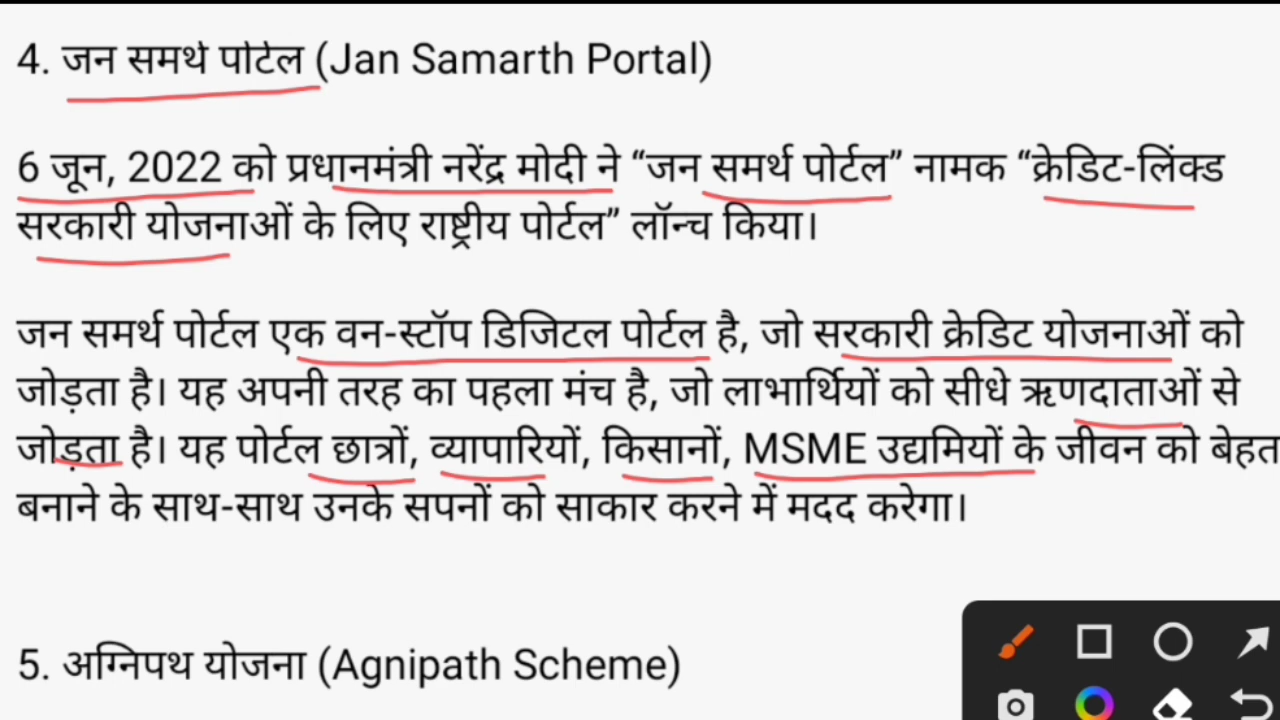 4. जन समर्थ पोर्टल (Jan Samarth Portal)
6 जून, 2022 को प्रधानमंत्री नरेंद्र मोदी ने “जन समर्थ पोर्टल” नामक “क्रेडिट-लिंक्ड
सरकारी योजनाओं के लिए राष्ट्रीय पोर्टल” लॉन्च किया।
जन समर्थ पोर्टल एक वन-स्टॉप डिजिटल पोर्टल है, जो सरकारी क्रेडिट योजनाओं को
जोड़ता है। यह अपनी तरह का पहला मंच है, जो लाभार्थियों को सीधे ऋणदाताओं से
जोड़ता है। यह पोर्टल छात्रों, व्यापारियों, किसानों, MSME उद्यमियों के जीवन को बेहत
बनाने के साथ-साथ उनके सपनों को साकार करने में मदद करेगा।
5. अग्निपथ योजना (Agnipath Scheme)